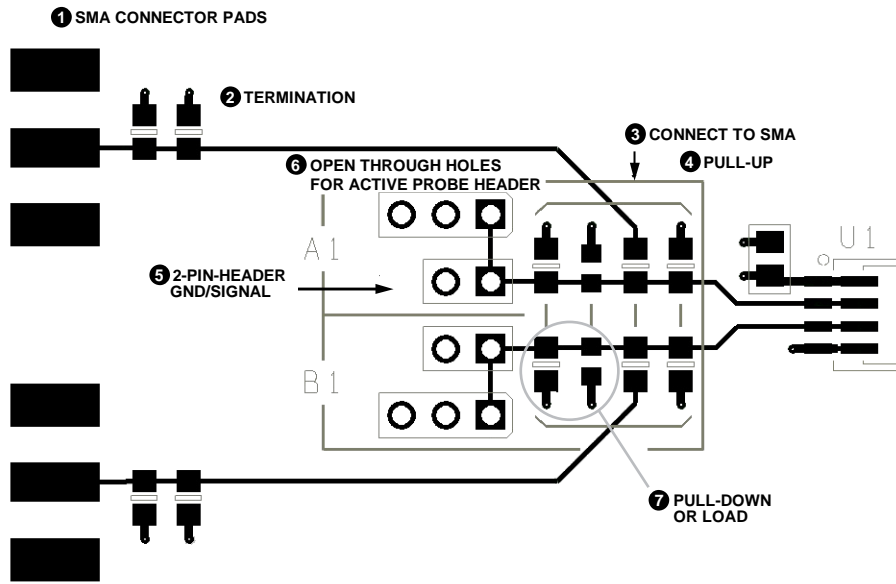 1 SMA CONNECTOR PADS
2 TERMINATION
3 CONNECT TO SMA
4 PULL-UP
6 OPEN THROUGH HOLES
FOR ACTIVE PROBE HEADER
U1
A1
5 2-PIN-HEADER
GND/SIGNAL
B1
7 PULL-DOWN
OR LOAD